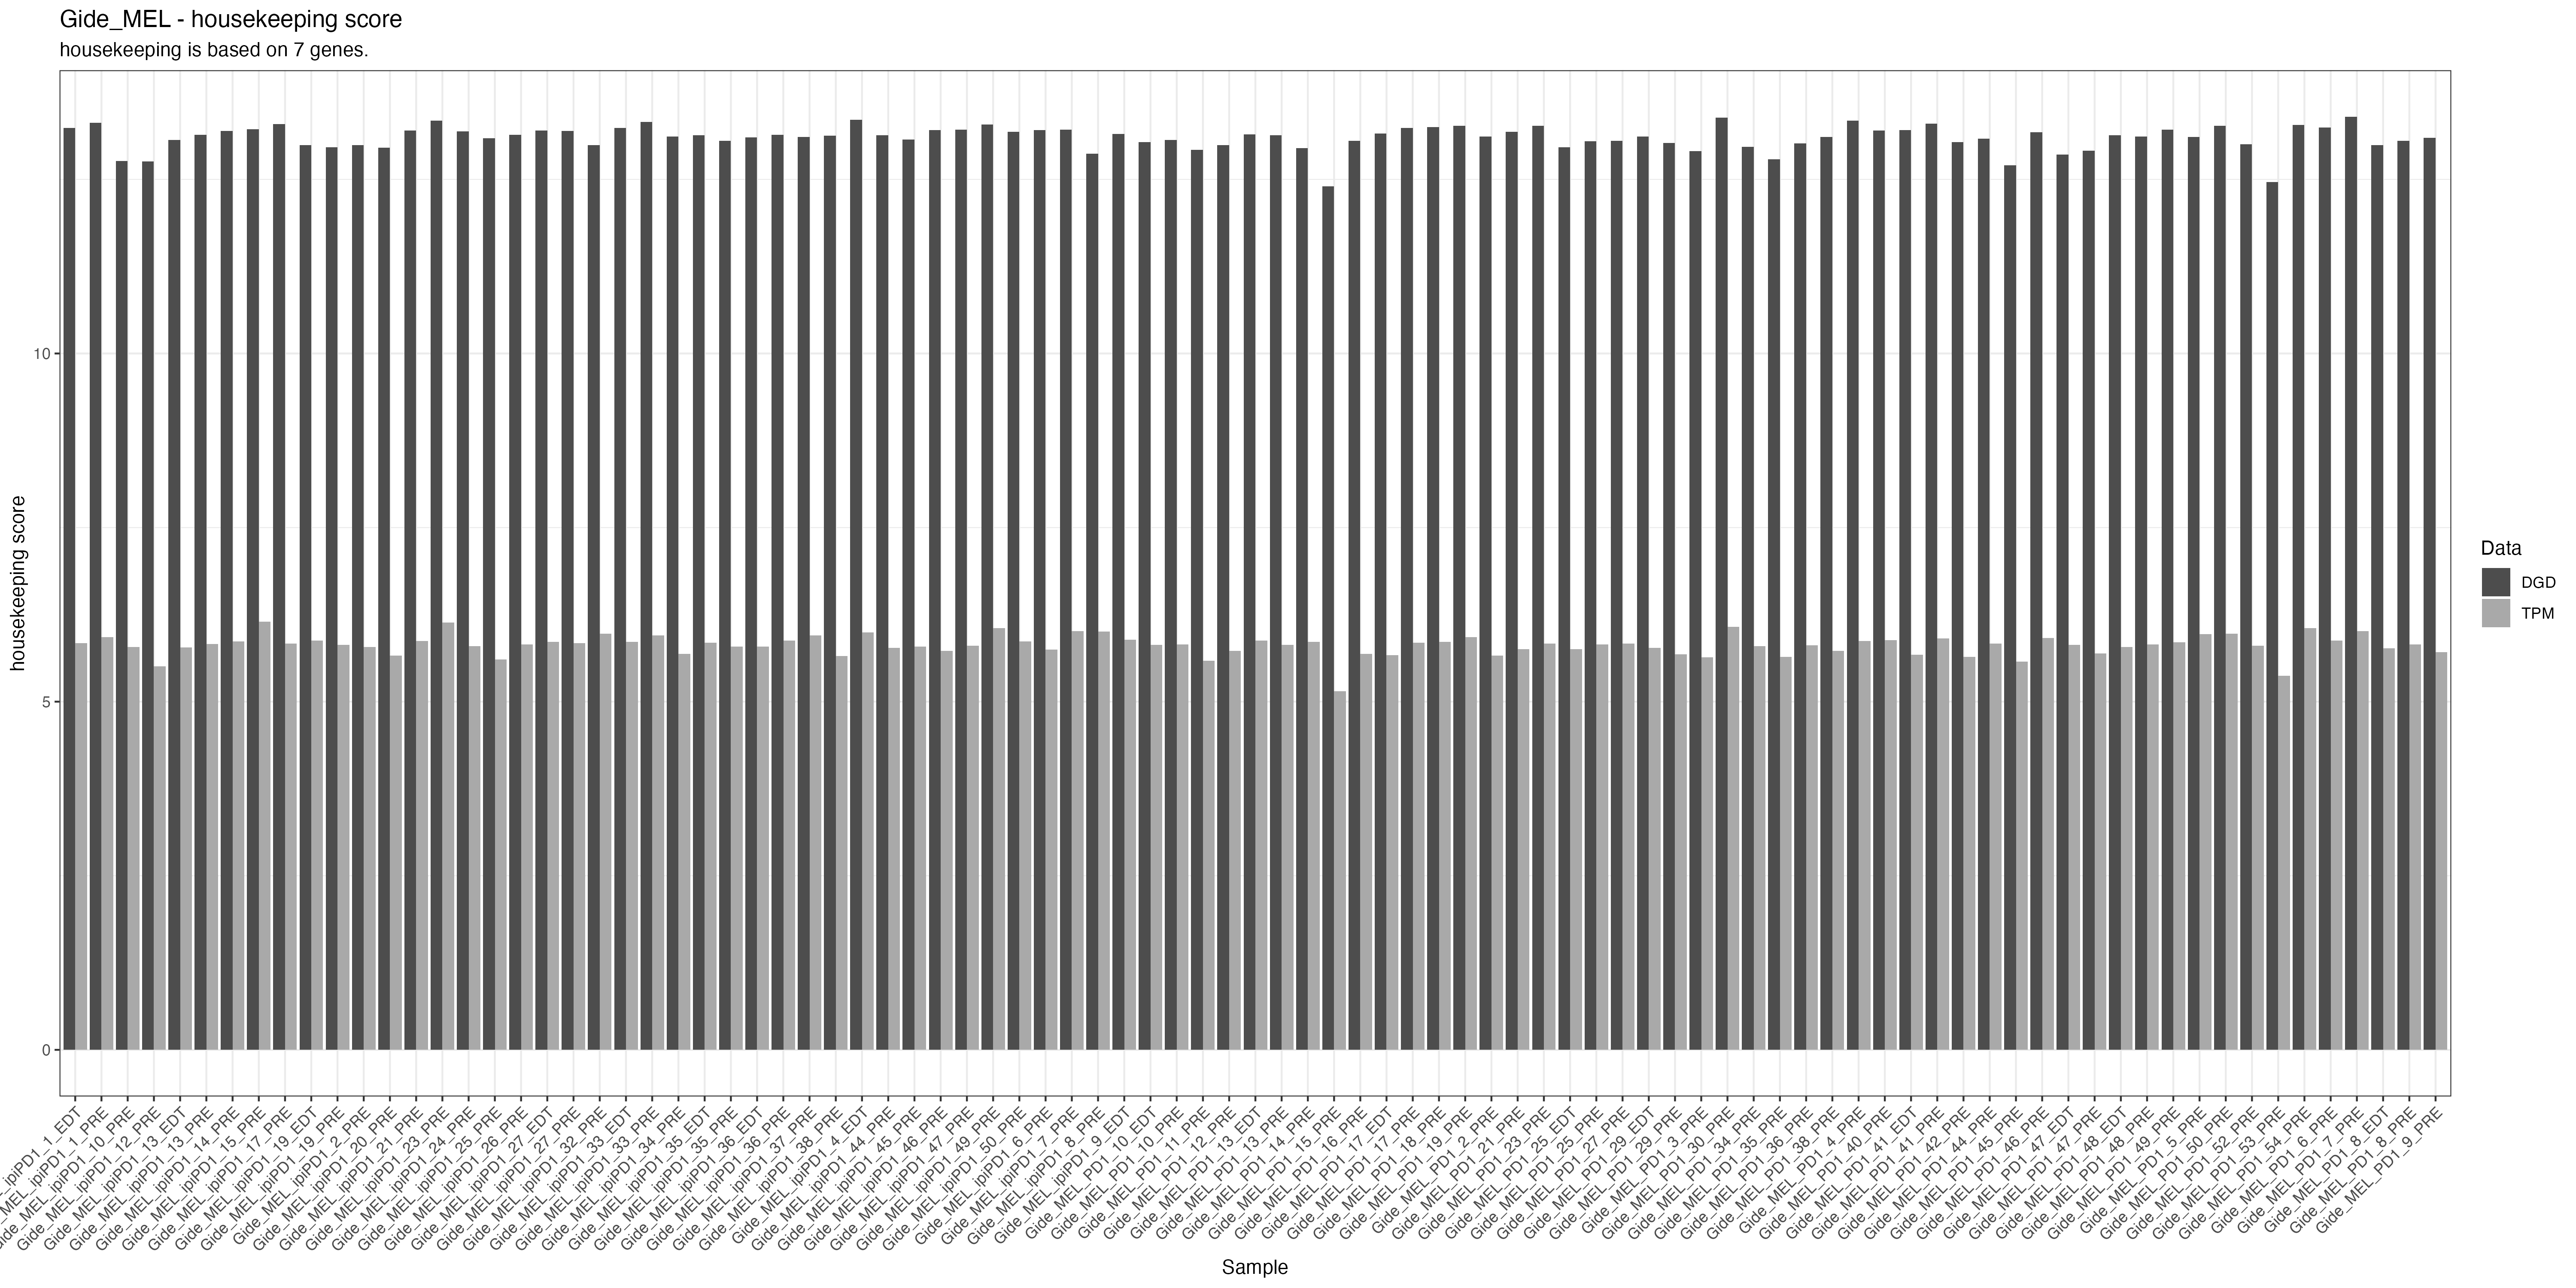 Gide_MEL - housekeeping score
housekeeping is based on 7 genes.
housekeeping score
10
5
0
Gide_MEL_ipiPD1_10_PRE
Gide_MEL_ipiPD1_12_PRE
Gide_MEL_ipiPD1_13_EDT
Gide_MEL_ipiPD1_13_PRE
Gide_MEL_ipiPD1_14_PRE
Gide_MEL_ipiPD1_15_PRE
Gide_MEL_ipiPD1_17_PRE
Gide_MEL_ipiPD1_19_EDT
Gide_MEL_ipiPD1_19_PRE
Gide_MEL_ipiPD1_2_PRE
Gide_MEL_ipiPD1_20_PRE
Gide_MEL_ipiPD1_21_PRE
Gide_MEL_ipiPD1_23_PRE
Gide_MEL_ipiPD1_24_PRE
Gide_MEL_ipiPD1_25_PRE
Gide_MEL_ipiPD1_26_PRE
Gide_MEL_ipiPD1_27_EDT
Gide_MEL_ipiPD1_27_PRE
Gide_MEL_ipiPD1_32_PRE
Gide_MEL_ipiPD1_33_EDT
Gide_MEL_ipiPD1_33_PRE
Gide_MEL_ipiPD1_34_PRE
Gide_MEL_ipiPD1_35_EDT
Gide_MEL_ipiPD1_35_PRE
Gide_MEL_ipiPD1_36_EDT
Gide_MEL_ipiPD1_36_PRE
Gide_MEL_ipiPD1_37_PRE
Gide_MEL_ipiPD1_38_PRE
Gide_MEL_ipiPD1_4_EDT
Gide_MEL_ipiPD1_44_PRE
Gide_MEL_ipiPD1_45_PRE
Gide_MEL_ipiPD1_46_PRE
Gide_MEL_ipiPD1_47_PRE
Gide_MEL_ipiPD1_49_PRE
Gide_MEL_ipiPD1_50_PRE
Gide_MEL_ipiPD1_6_PRE
Gide_MEL_ipiPD1_7_PRE
Gide_MEL_ipiPD1_8_PRE
Gide_MEL_ipiPD1_9_EDT
Gide_MEL_PD1_10_EDT
Gide_MEL_PD1_10_PRE
Gide_MEL_PD1_11_PRE
Gide_MEL_PD1_12_PRE
Gide_MEL_PD1_13_EDT
Gide_MEL_PD1_13_PRE
Gide_MEL_PD1_14_PRE
Gide_MEL_PD1_15_PRE
Gide_MEL_PD1_16_PRE
Gide_MEL_PD1_17_EDT
Gide_MEL_PD1_17_PRE
Gide_MEL_PD1_18_PRE
Gide_MEL_PD1_19_PRE
Gide_MEL_PD1_2_PRE
Gide_MEL_PD1_21_PRE
Gide_MEL_PD1_23_PRE
Gide_MEL_PD1_25_EDT
Gide_MEL_PD1_25_PRE
Gide_MEL_PD1_27_PRE
Gide_MEL_PD1_29_EDT
Gide_MEL_PD1_29_PRE
Gide_MEL_PD1_3_PRE
Gide_MEL_PD1_30_PRE
Gide_MEL_PD1_34_PRE
Gide_MEL_PD1_35_PRE
Gide_MEL_PD1_36_PRE
Gide_MEL_PD1_38_PRE
Gide_MEL_PD1_4_PRE
Gide_MEL_PD1_40_PRE
Gide_MEL_PD1_41_EDT
Gide_MEL_PD1_41_PRE
Gide_MEL_PD1_42_PRE
Gide_MEL_PD1_44_PRE
Gide_MEL_PD1_45_PRE
Gide_MEL_PD1_46_PRE
Gide_MEL_PD1_47_EDT
Gide_MEL_PD1_47_PRE
Gide_MEL_PD1_48_EDT
Gide_MEL_PD1_48_PRE
Gide_MEL_PD1_49_PRE
Gide_MEL_PD1_5_PRE
Gide_MEL_PD1_50_PRE
Gide_MEL_PD1_52_PRE
Gide_MEL_PD1_53_PRE
Gide_MEL_PD1_54_PRE
Gide_MEL_PD1_6_PRE
Gide_MEL_PD1_7_PRE
Gide_MEL_PD1_8_EDT
Gide_MEL_PD1_8_PRE
Gide_MEL_PD1_9_PRE
Sample
Data
DGD
TPM